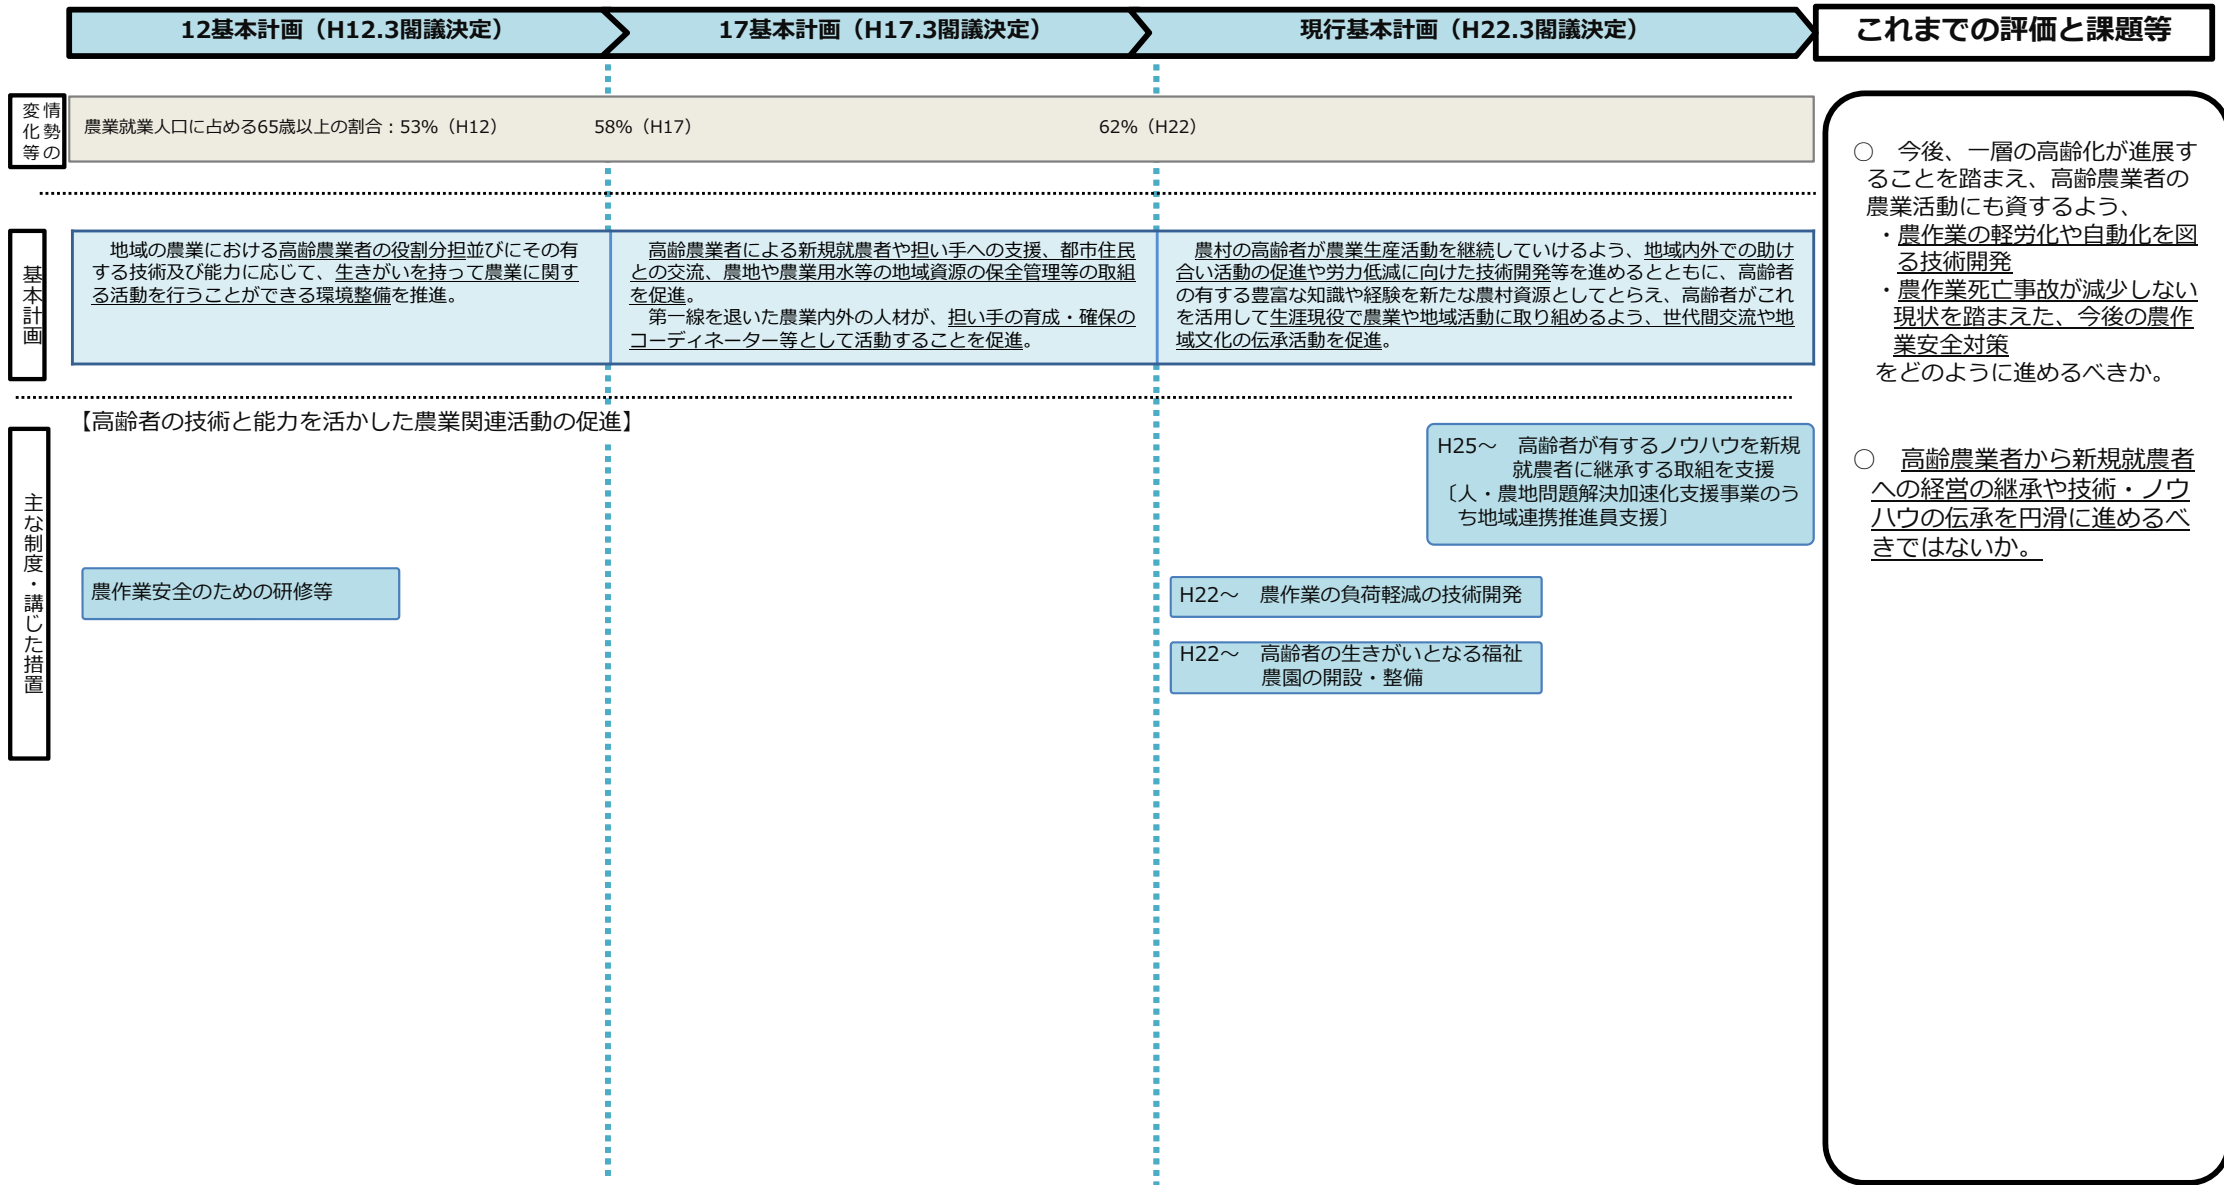 12基本計画（H12.3閣議決定）
17基本計画（H17.3閣議決定）
現行基本計画（H22.3閣議決定）
これまでの評価と課題等
情勢の
変化等
農業就業人口に占める65歳以上の割合：53%（H12）
58%（H17）
62%（H22）
基本計画
地域の農業における高齢農業者の役割分担並びにその有
する技術及び能力に応じて、生きがいを持って農業に関す
る活動を行うことができる環境整備を推進。
高齢農業者による新規就農者や担い手への支援、都市住民
との交流、農地や農業用水等の地域資源の保全管理等の取組
を促進。
第一線を退いた農業内外の人材が、担い手の育成・確保の
コーディネーター等として活動することを促進。
農村の高齢者が農業生産活動を継続していけるよう、地域内外での助け
合い活動の促進や労力低減に向けた技術開発等を進めるとともに、高齢者
の有する豊富な知識や経験を新たな農村資源としてとらえ、高齢者がこれ
を活用して生涯現役で農業や地域活動に取り組めるよう、世代間交流や地
域文化の伝承活動を促進。
主な制度・講じた措置
【高齢者の技術と能力を活かした農業関連活動の促進】
H25～　高齢者が有するノウハウを新規
就農者に継承する取組を支援
〔人・農地問題解決加速化支援事業のう
ち地域連携推進員支援〕
農作業安全のための研修等
H22～　農作業の負荷軽減の技術開発
H22～　高齢者の生きがいとなる福祉
農園の開設・整備
○　今後、一層の高齢化が進展す
ることを踏まえ、高齢農業者の
農業活動にも資するよう、
・農作業の軽労化や自動化を図
る技術開発
・農作業死亡事故が減少しない
現状を踏まえた、今後の農作
業安全対策
をどのように進めるべきか。
○　高齢農業者から新規就農者
への経営の継承や技術・ノウ
ハウの伝承を円滑に進めるべ
きではないか。